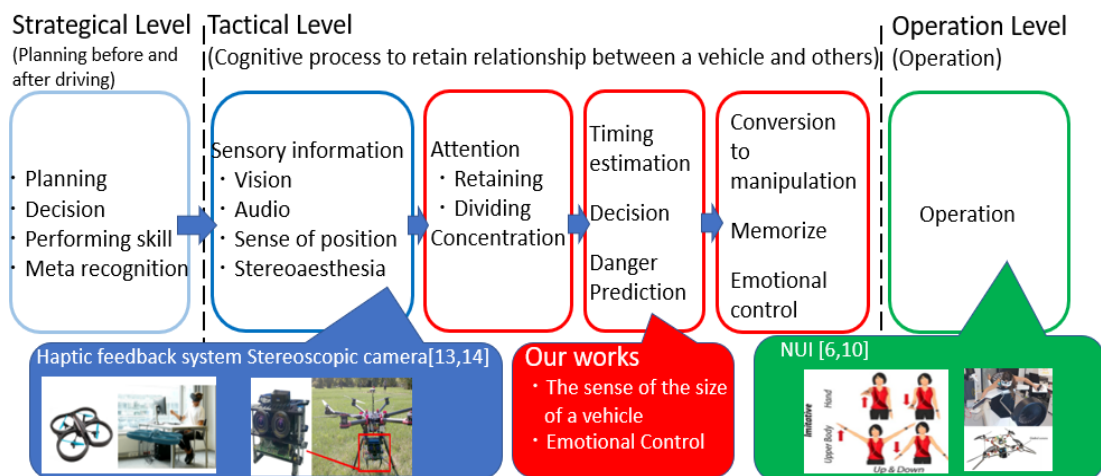 Strategical Level
(Planning before and
after driving)
・Planning
・Decision
・Performing skill
・Meta recognition
Tactical Level
(Cognitive process to retain relationship between a vehicle and others)
Sensory information
・Vision
・Audio
・Sense of position
・Stereoaesthesia
Attention
・Retaining
・Dividing
Concentration
Timing
estimation
Decision
Danger
Prediction
Conversion
to
manipulation
Memorize
Emotional
control
Operation Level
(Operation)
Operation
Haptic feedback system Stereoscopic camera[13,14]
Our works
・The sense of the size
of a vehicle
・Emotional Control
NUI [6,10]
Imitative
Hand
Upper Body
Up & Down